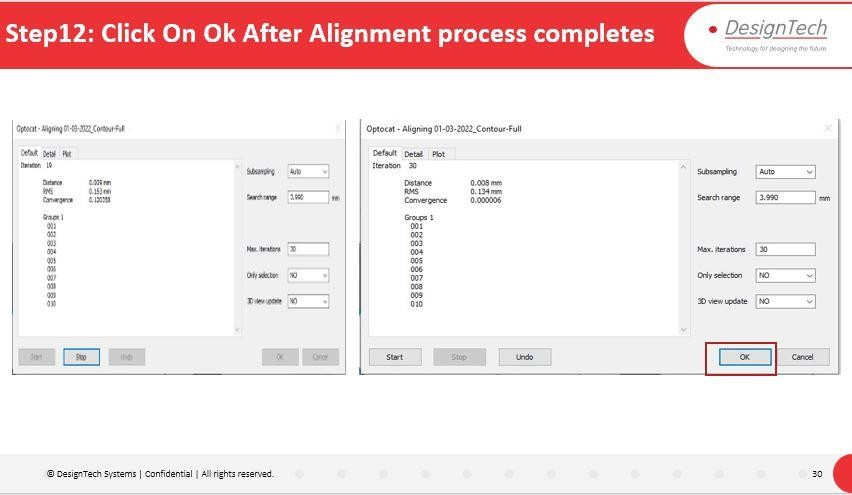 Step12: Click On Ok After Alignment process completes
DesignTech
Technology for designing the future
Optocat - Aligning 01-03-2022_Contour-Full
Default Detail Plot
Iteration 19
Distance 0.009 mm
RMS 0.153 mm
Convergence 0.120358
Groups 1
001
002
003
004
005
006
007
008
009
010
Subsampling Auto
Search range 3.990 mm
Max. iterations 30
Only selection NO
3D view update NO
Start Stop Undo OK Cancel
Optocat - Aligning 01-03-2022_Contour-Full
Default Detail Plot
Iteration 30
Distance 0.008 mm
RMS 0.134 mm
Convergence 0.000006
Groups 1
001
002
003
004
005
006
007
008
009
010
Subsampling Auto
Search range 3.990 mm
Max. iterations 30
Only selection NO
3D view update NO
Start Stop Undo OK Cancel
© DesignTech Systems | Confidential | All rights reserved.
30